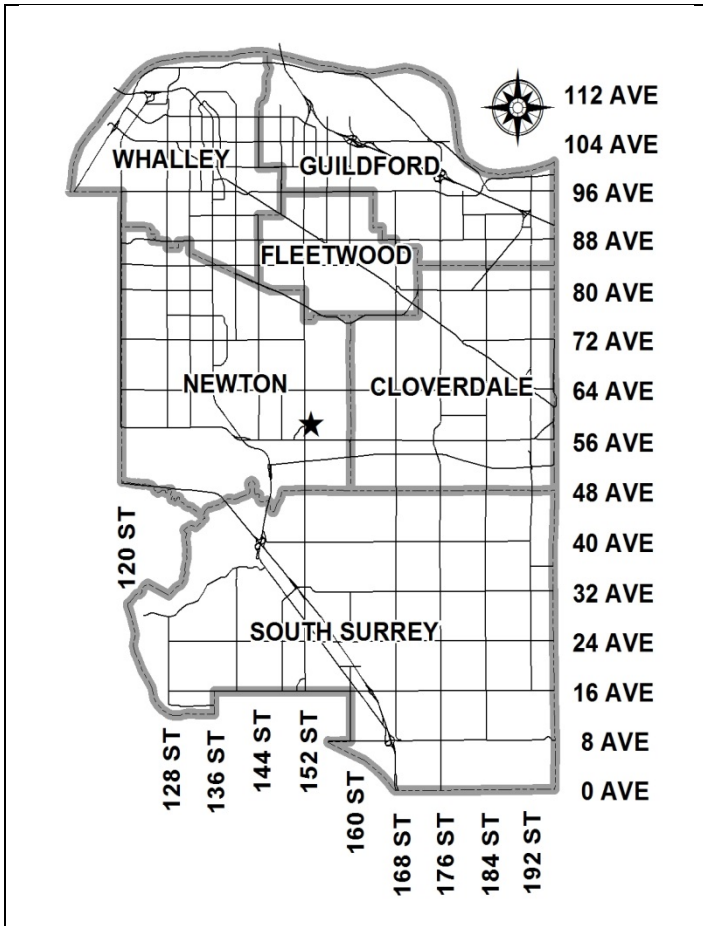 112 AVE
104 AVE
WHALLEY
GUILDFORD
96 AVE
88 AVE
FLEETWOOD
80 AVE
72 AVE
NEWTON
CLOVERDALE
64 AVE
56 AVE
48 AVE
120 ST
40 AVE
32 AVE
SOUTH SURREY
24 AVE
16 AVE
128 ST
136 ST
144 ST
152 ST
160 ST
8 AVE
0 AVE
168 ST
176 ST
184 ST
192 ST